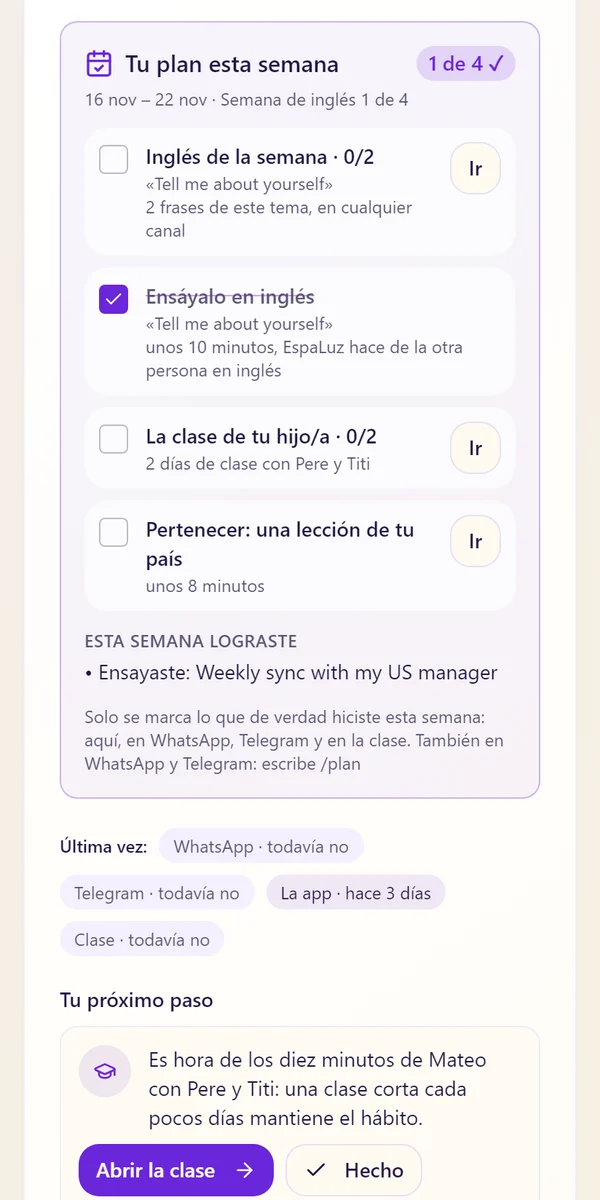 Tu plan esta semana
1 de 4 ✓
16 nov – 22 nov · Semana de inglés 1 de 4
Inglés de la semana · 0/2
Ir
«Tell me about yourself»
2 frases de este tema, en cualquier
canal
Ensáyalo en inglés
«Tell me about yourself»
unos 10 minutos, EspaLuz hace de la otra
persona en inglés
La clase de tu hijo/a · 0/2
Ir
2 días de clase con Pere y Titi
Pertenecer: una lección de tu
país
Ir
unos 8 minutos
ESTA SEMANA LOGRASTE
• Ensayaste: Weekly sync with my US manager
Solo se marca lo que de verdad hiciste esta semana:
aquí, en WhatsApp, Telegram y en la clase. También en
WhatsApp y Telegram: escribe /plan
Última vez:
WhatsApp · todavía no
Telegram · todavía no
La app · hace 3 días
Clase · todavía no
Tu próximo paso
Es hora de los diez minutos de Mateo
con Pere y Titi: una clase corta cada
pocos días mantiene el hábito.
Abrir la clase →
✓ Hecho